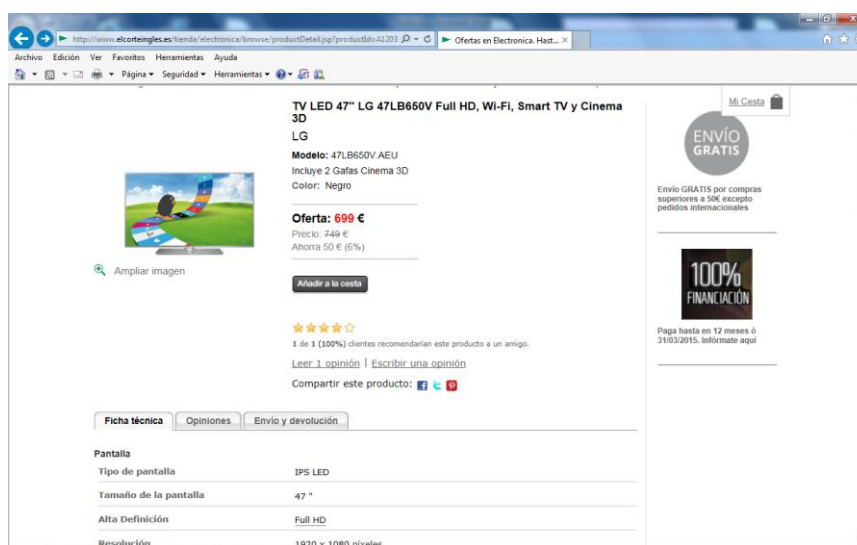 http://www.elcorteingles.es/tienda/electronica/browse/productDetail.jsp?productId=A1203
Ofertas en Electronica. Hast...
Archivo Edición Ver Favoritos Herramientas Ayuda
Página Seguridad Herramientas
Mi Cesta
TV LED 47" LG 47LB650V Full HD, Wi-Fi, Smart TV y Cinema
3D
LG
Modelo: 47LB650V.AEU
Incluye 2 Gafas Cinema 3D
Color: Negro
Oferta: 699 €
Precio: 749 €
Ahorra 50 € (6%)
Ampliar imagen
Añadir a la cesta
1 de 1 (100%) clientes recomendarían este producto a un amigo.
Leer 1 opinión | Escribir una opinión
Compartir este producto:
ENVÍO
GRATIS
Envío GRATIS por compras
superiores a 50€ excepto
pedidos internacionales
100%
FINANCIACIÓN
Paga hasta en 12 meses ó
31/03/2015. Infórmate aquí
Ficha técnica Opiniones Envío y devolución
Pantalla
Tipo de pantalla IPS LED
Tamaño de la pantalla 47 "
Alta Definición Full HD
Resolución 1920 x 1080 píxeles